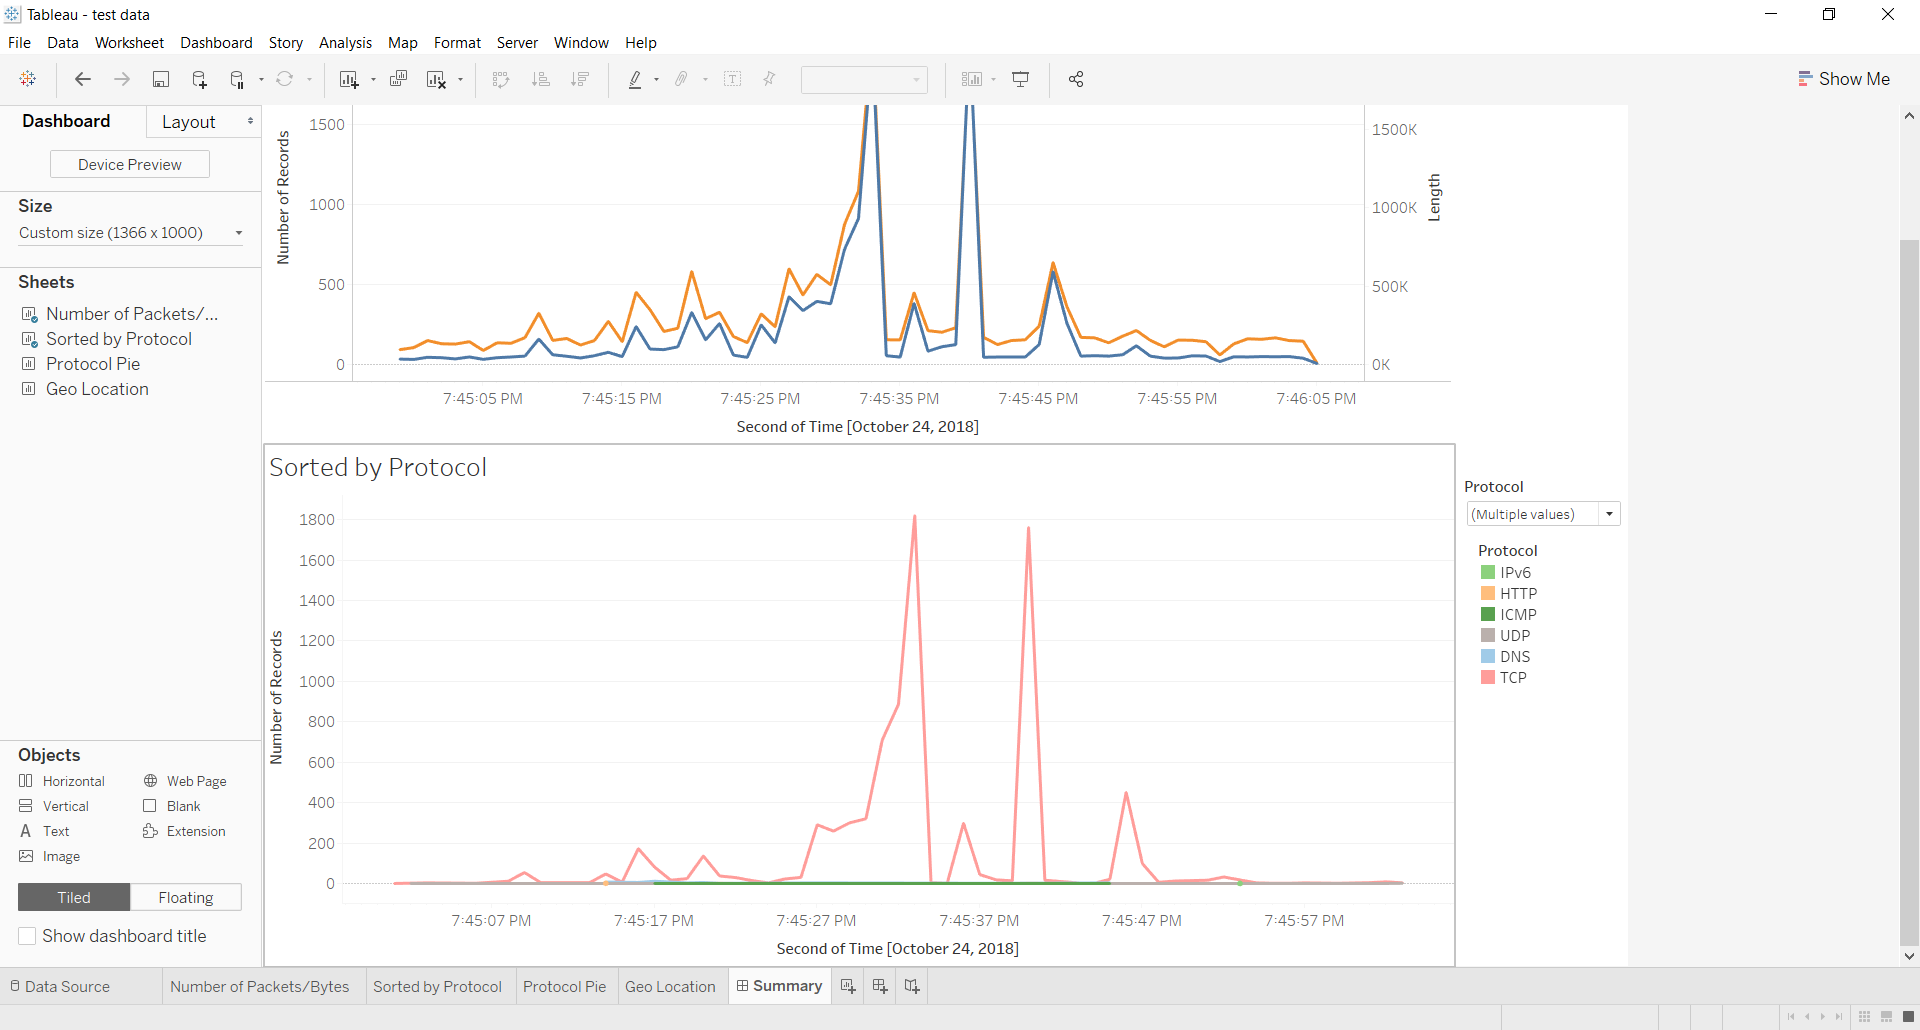 Tableau - test data
File Data Worksheet Dashboard Story Analysis Map Format Server Window Help
Show Me
Dashboard
Layout
Device Preview
Size
Custom size (1366 x 1000)
Sheets
Number of Packets/...
Sorted by Protocol
Protocol Pie
Geo Location
Objects
Horizontal Web Page
Vertical Blank
Text Extension
Image
Tiled Floating
Show dashboard title
Number of Records
1500
1000
500
0
1500K
1000K
500K
0K
Length
7:45:05 PM 7:45:15 PM 7:45:25 PM 7:45:35 PM 7:45:45 PM 7:45:55 PM 7:46:05 PM
Second of Time [October 24, 2018]
Sorted by Protocol
Number of Records
1800
1600
1400
1200
1000
800
600
400
200
0
7:45:07 PM 7:45:17 PM 7:45:27 PM 7:45:37 PM 7:45:47 PM 7:45:57 PM
Second of Time [October 24, 2018]
Protocol
(Multiple values)
Protocol
IPv6
HTTP
ICMP
UDP
DNS
TCP
Data Source Number of Packets/Bytes Sorted by Protocol Protocol Pie Geo Location Summary